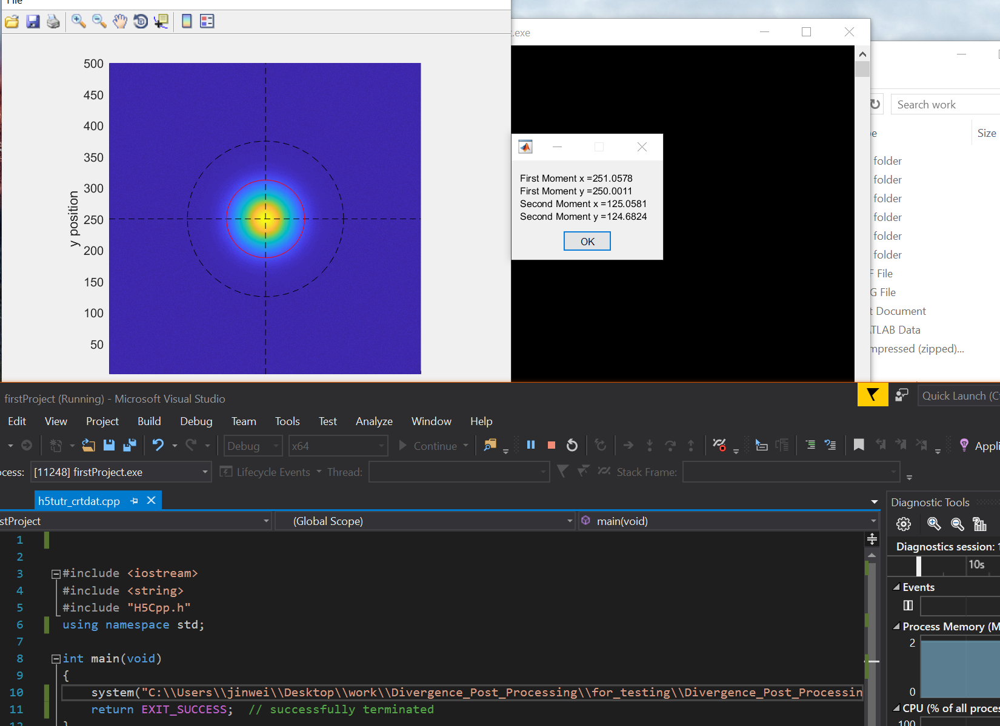 File
500
450
400
350
300
250
200
150
100
50
y position
.exe
First Moment x =251.0578
First Moment y =250.0011
Second Moment x =125.0581
Second Moment y =124.6824
OK
Search work
Size
folder
folder
folder
folder
folder
folder
F File
G File
t Document
ATLAB Data
mpressed (zipped)...
firstProject (Running) - Microsoft Visual Studio
Quick Launch (C
Edit View Project Build Debug Team Tools Test Analyze Window Help
Debug x64 Continue Appli
ocess: [11248] firstProject.exe Lifecycle Events Thread: Stack Frame:
h5tutr_crtdat.cpp
stProject (Global Scope) main(void)
1
2
3 #include <iostream>
4 #include <string>
5 #include "H5Cpp.h"
6 using namespace std;
7
8 int main(void)
9 {
10 system("C:\\Users\\jinwei\\Desktop\\work\\Divergence_Post_Processing\\for_testing\\Divergence_Post_Processin
11 return EXIT_SUCCESS; // successfully terminated
12 }
Diagnostic Tools
Diagnostics session: 1
10s
Events
Process Memory (M
2
0
CPU (% of all proces
100